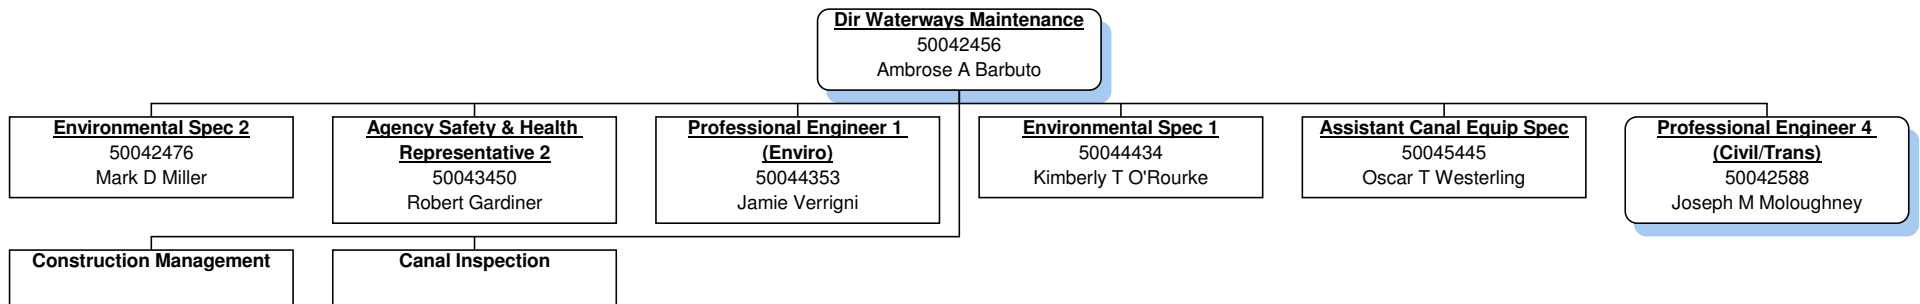 Dir Waterways Maintenance
50042456
Ambrose A Barbuto
Environmental Spec 2
50042476
Mark D Miller
Agency Safety & Health
Representative 2
50043450
Robert Gardiner
Professional Engineer 1
(Enviro)
50044353
Jamie Verrigni
Environmental Spec 1
50044434
Kimberly T O'Rourke
Assistant Canal Equip Spec
50045445
Oscar T Westerling
Professional Engineer 4
(Civil/Trans)
50042588
Joseph M Moloughney
Construction Management
Canal Inspection